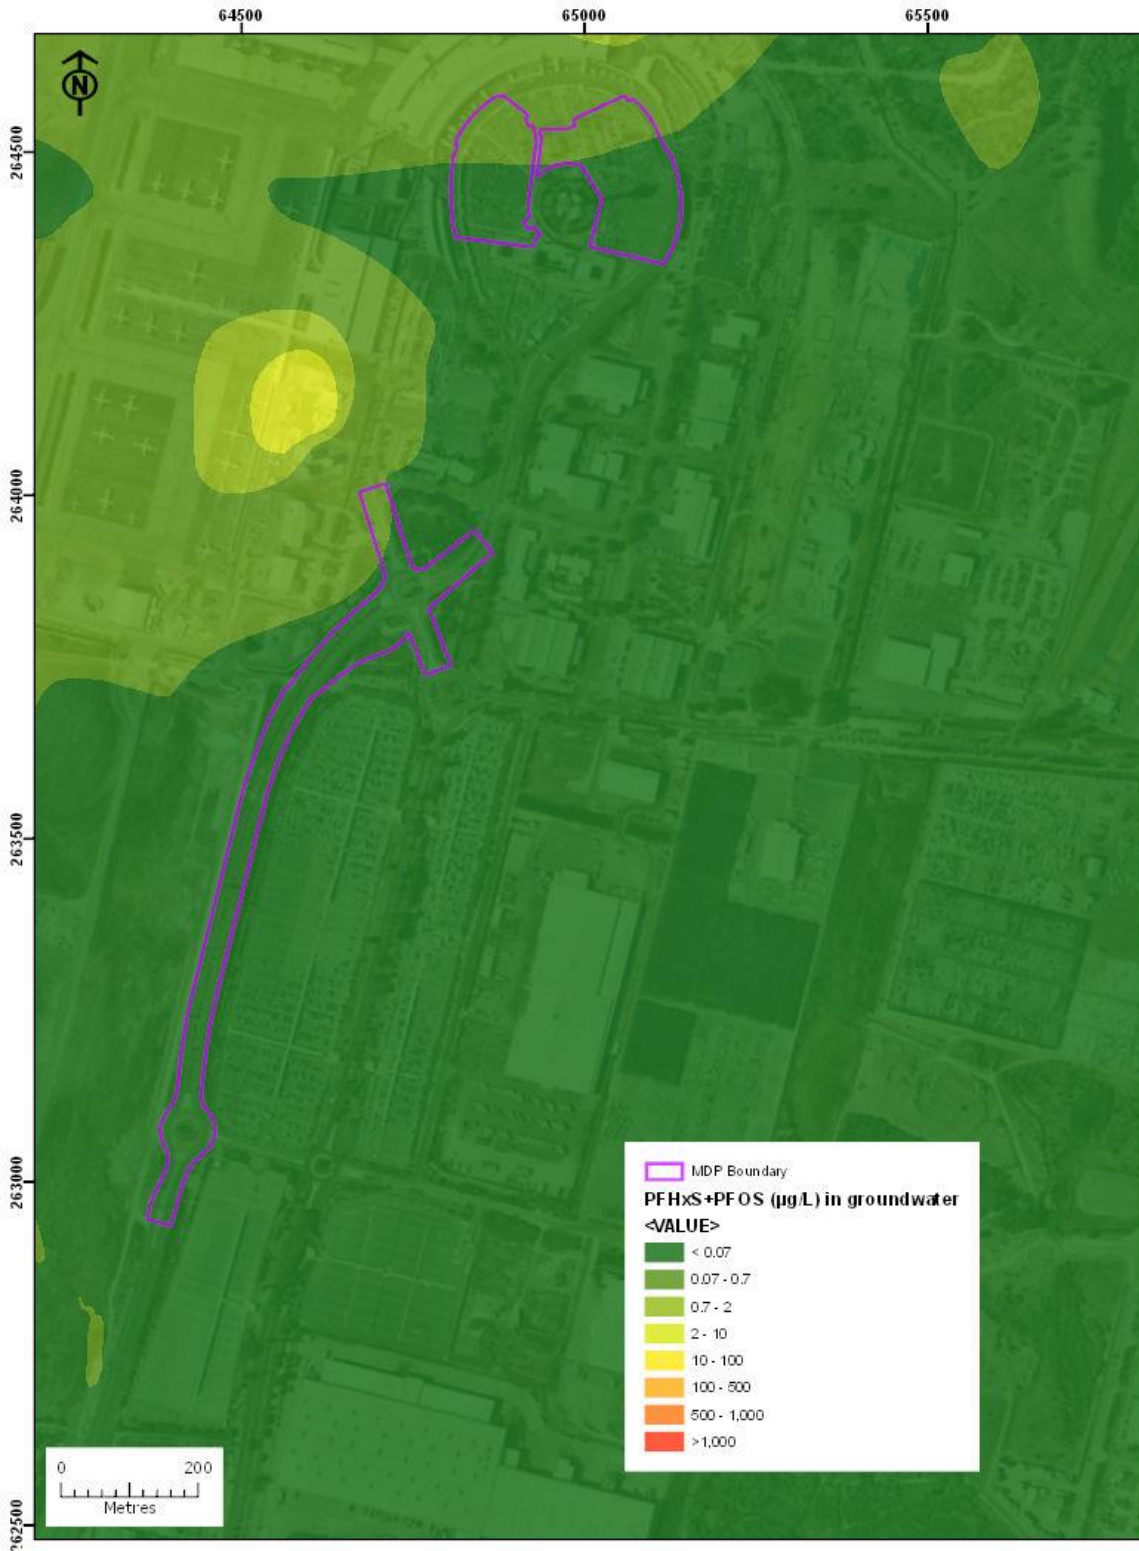 64500
65000
65500
N
264500
264000
263500
263000
262500
MDP Boundary
PFHxS+PFOS (µg/L) in groundwater
<VALUE>
< 0.07
0.07 - 0.7
0.7 - 2
2 - 10
10 - 100
100 - 500
500 - 1,000
>1,000
0 200
Metres